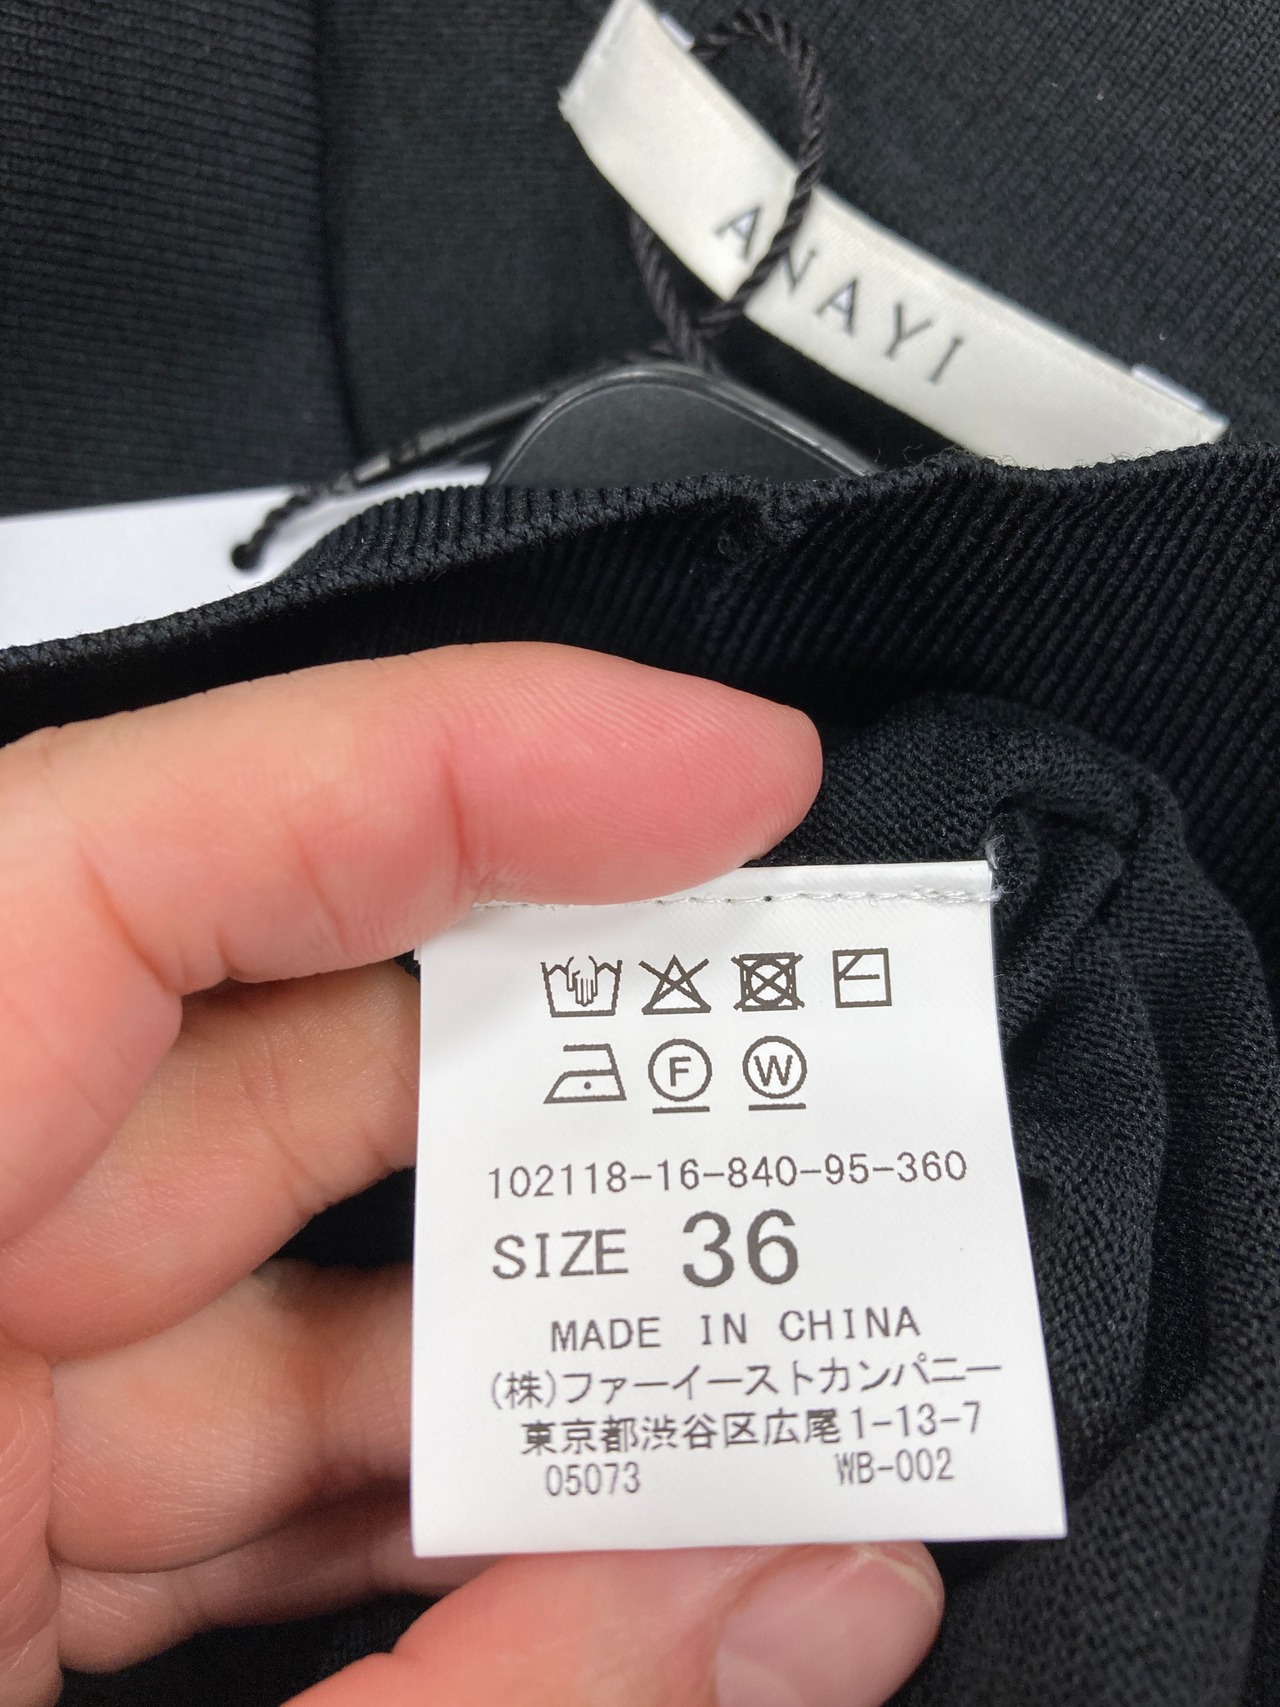 ANAYI
F W
102118-16-840-95-360
SIZE 36
MADE IN CHINA
(株)ファーイーストカンパニー
東京都渋谷区広尾1-13-7
05073 WB-002